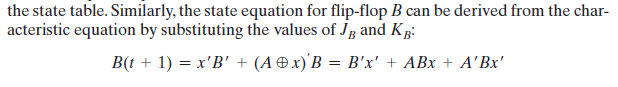 the state table. Similarly, the state equation for flip-flop B can be derived from the char-
acteristic equation by substituting the values of J_B and K_B:
B(t + 1) = x'B' + (A ⊕ x)'B = B'x' + ABx + A'Bx'